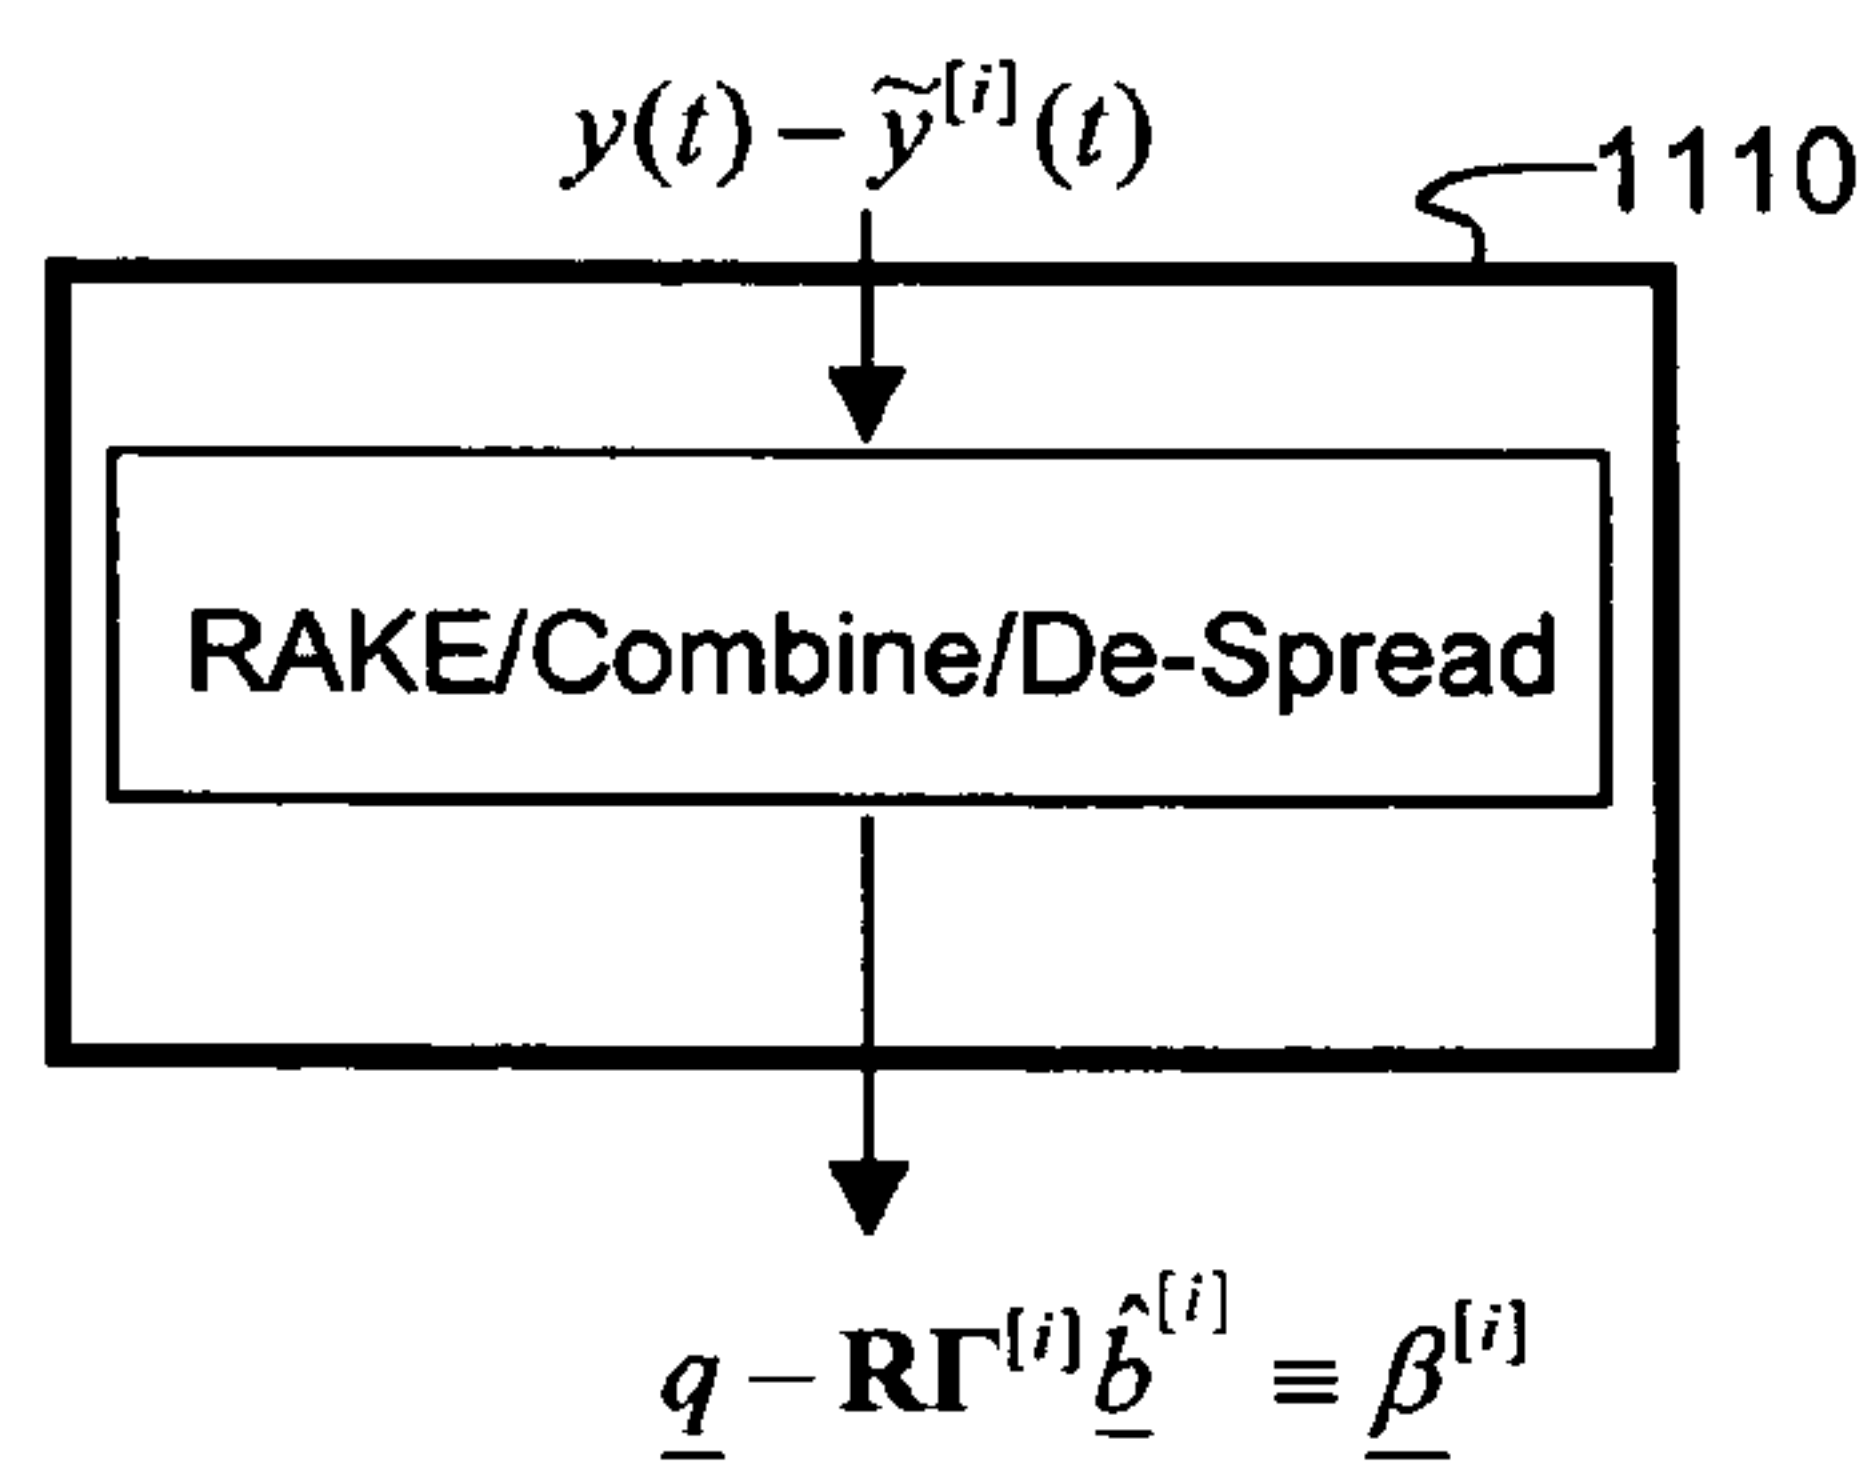 y(t) − ỹ^[i](t)
1110
RAKE/Combine/De-Spread
q̲ − RΓ^[i] b̲̂^[i] ≡ β̲^[i]